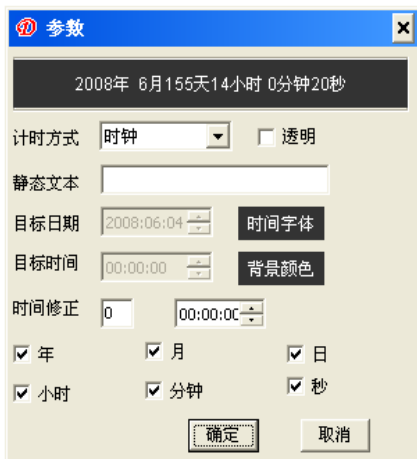 参数
2008年 6月155天14小时 0分钟20秒
计时方式 时钟 透明
静态文本
目标日期 2008:06:04 时间字体
目标时间 00:00:00 背景颜色
时间修正 0 00:00:00
年 月 日
小时 分钟 秒
确定 取消